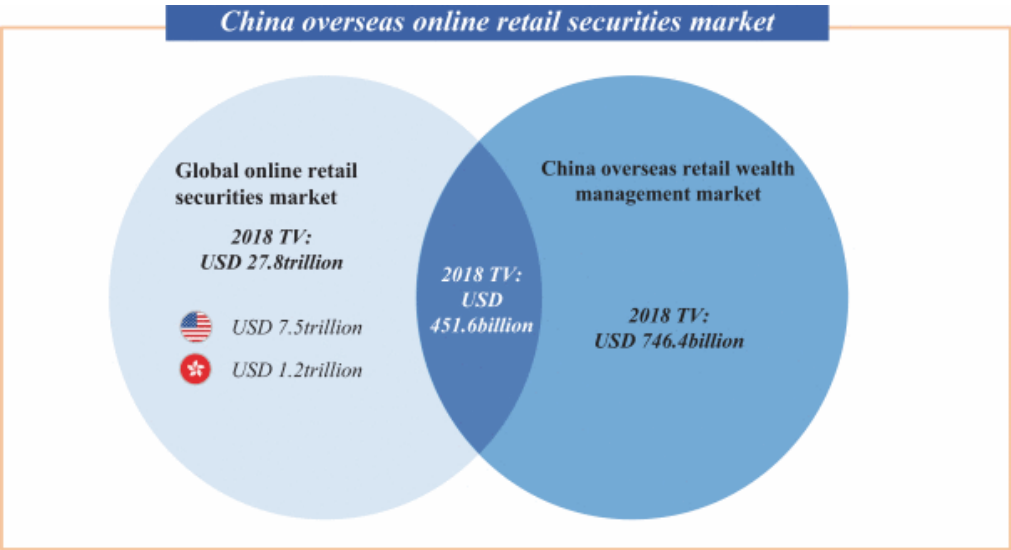 China overseas online retail securities market
Global online retail
securities market
2018 TV:
USD 27.8trillion
USD 7.5trillion
USD 1.2trillion
2018 TV:
USD
451.6billion
China overseas retail wealth
management market
2018 TV:
USD 746.4billion